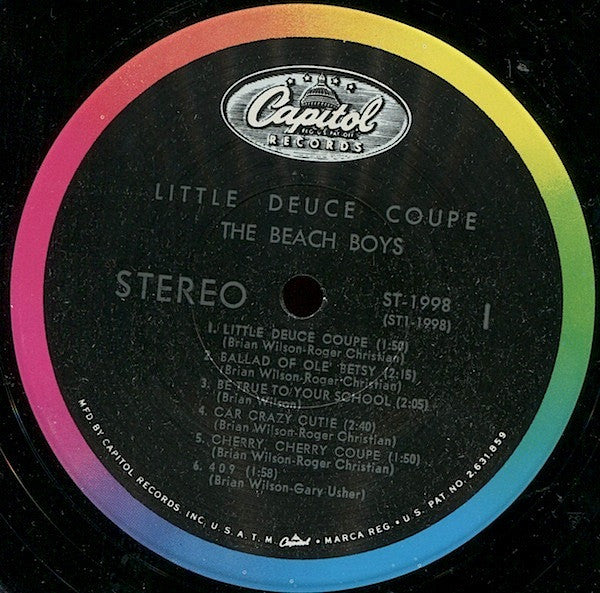 Capitol
REG. U.S. PAT. OFF.
RECORDS
LITTLE DEUCE COUPE
THE BEACH BOYS
STEREO
ST-1998
(ST1-1998)
1
1. LITTLE DEUCE COUPE (1:50)
(Brian Wilson-Roger Christian)
2. BALLAD OF OLE' BETSY (2:15)
(Brian Wilson-Roger Christian)
3. BE TRUE TO YOUR SCHOOL (2:05)
(Brian Wilson)
4. CAR CRAZY CUTIE (2:40)
(Brian Wilson-Roger Christian)
5. CHERRY, CHERRY COUPE (1:50)
(Brian Wilson-Roger Christian)
6. 409 (1:58)
(Brian Wilson-Gary Usher)
MFD BY CAPITOL RECORDS, INC, U.S.A. T.M. Capitol • MARCA REG • U.S. PAT NO. 2,631,859